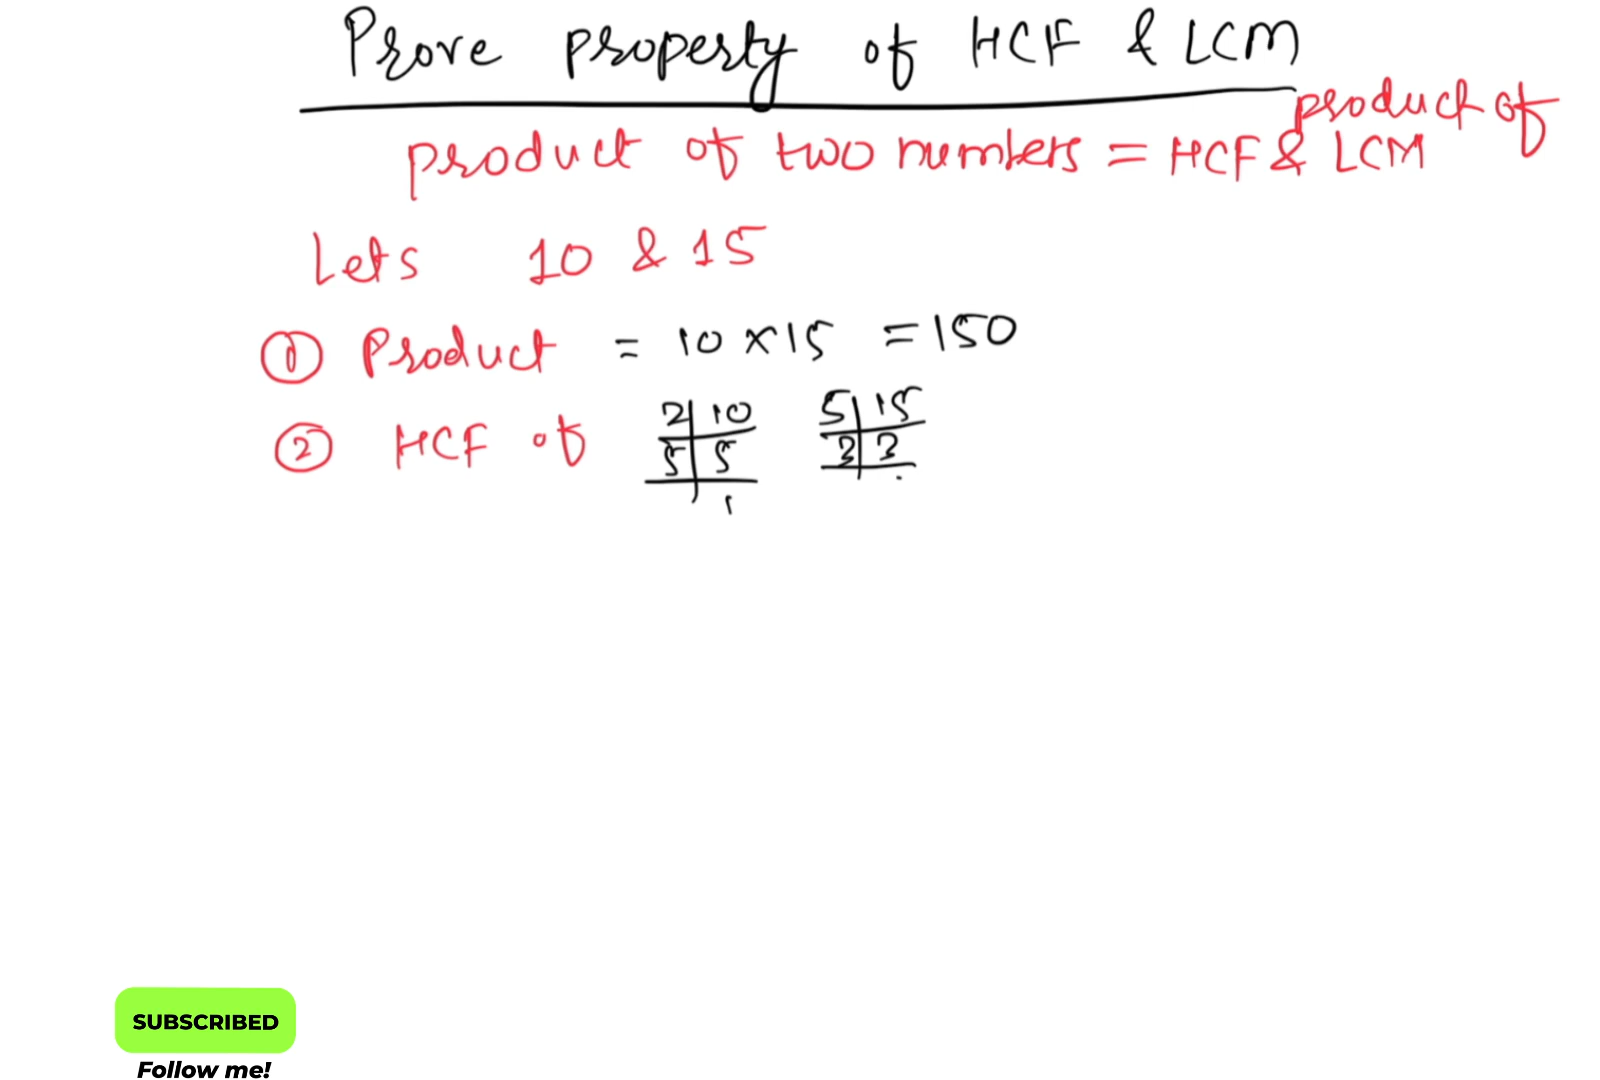 Prove property of HCF & LCM
product of
product of two numbers = HCF & LCM
Lets 10 & 15
① Product = 10 × 15 = 150
② HCF of 2 10 5 15
5 5 3 3
1
SUBSCRIBED
Follow me!